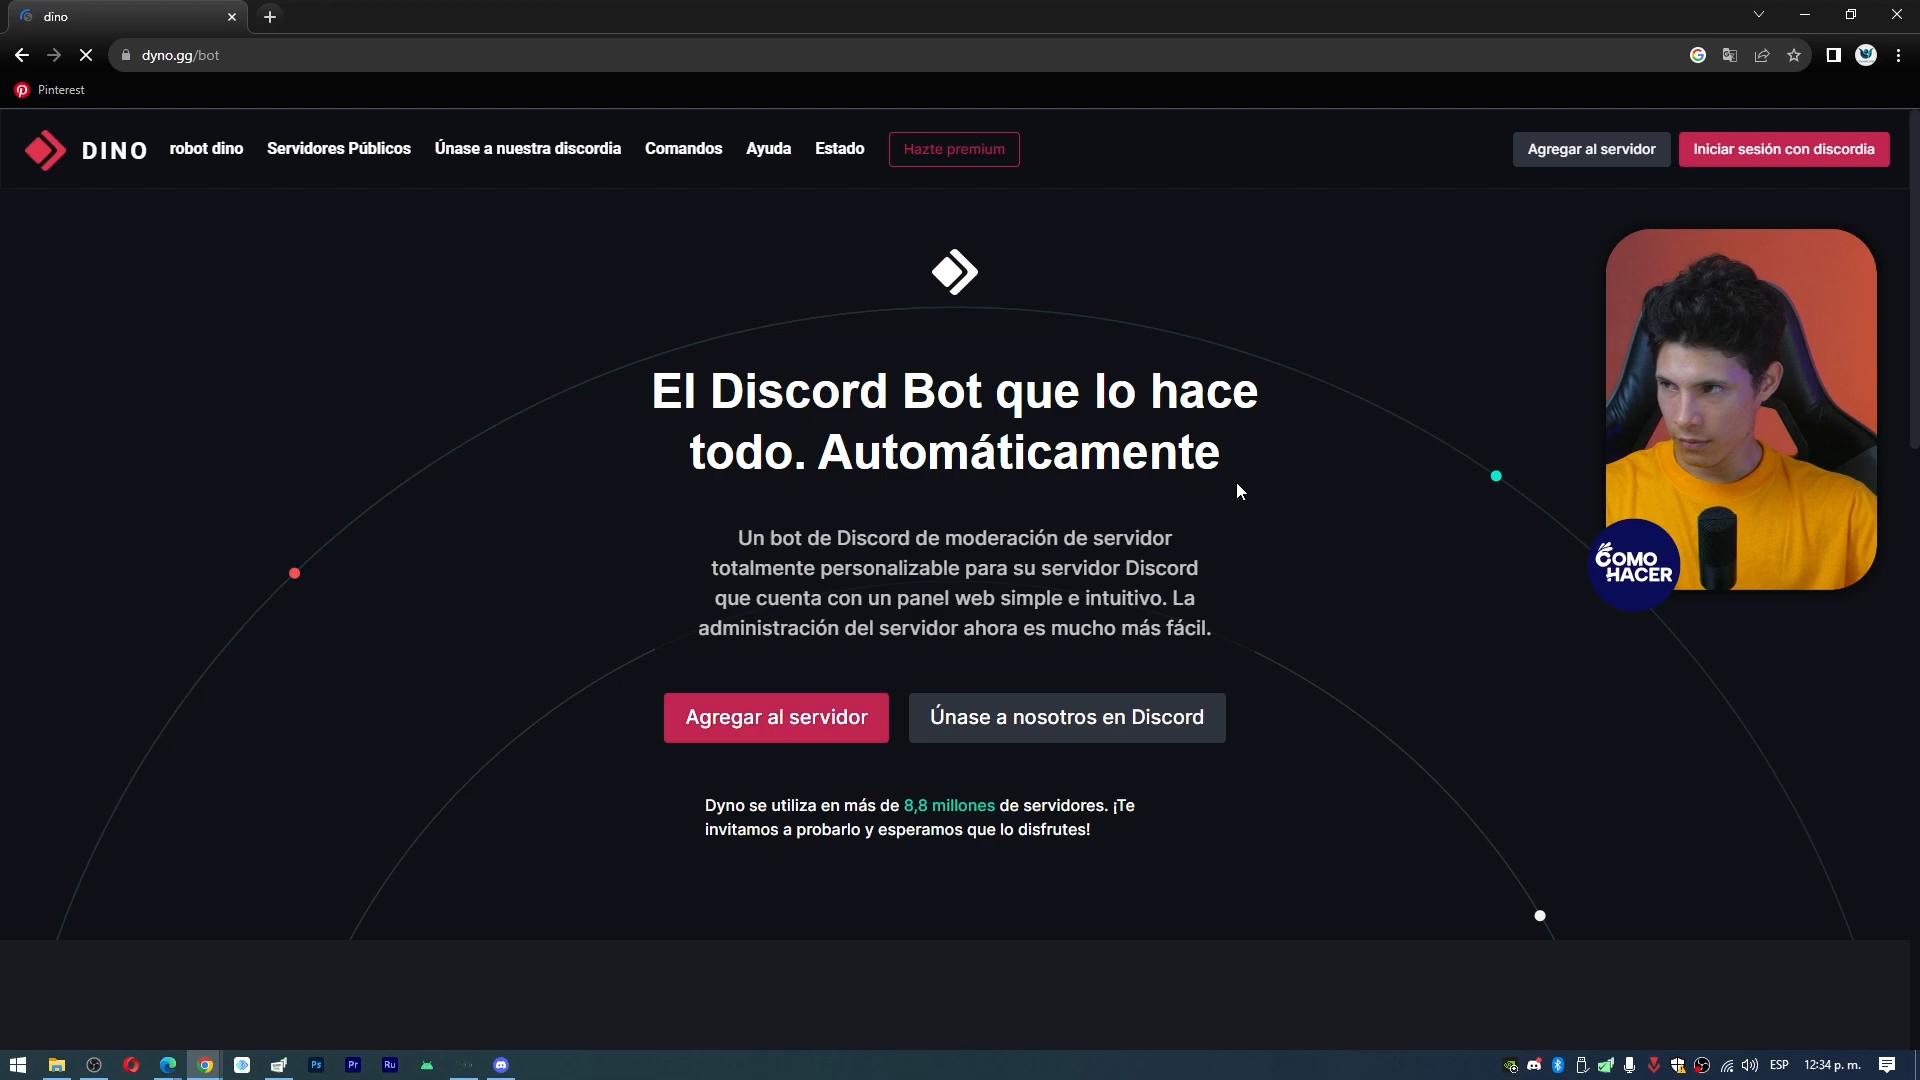 dino
dyno.gg/bot
Pinterest
DINO robot dino Servidores Públicos Únase a nuestra discordia Comandos Ayuda Estado Hazte premium Agregar al servidor Iniciar sesión con discordia
El Discord Bot que lo hace
todo. Automáticamente
Un bot de Discord de moderación de servidor
totalmente personalizable para su servidor Discord
que cuenta con un panel web simple e intuitivo. La
administración del servidor ahora es mucho más fácil.
COMO
HACER
Agregar al servidor Únase a nosotros en Discord
Dyno se utiliza en más de 8,8 millones de servidores. ¡Te
invitamos a probarlo y esperamos que lo disfrutes!
Ps Pr Ru ESP 12:34 p. m.